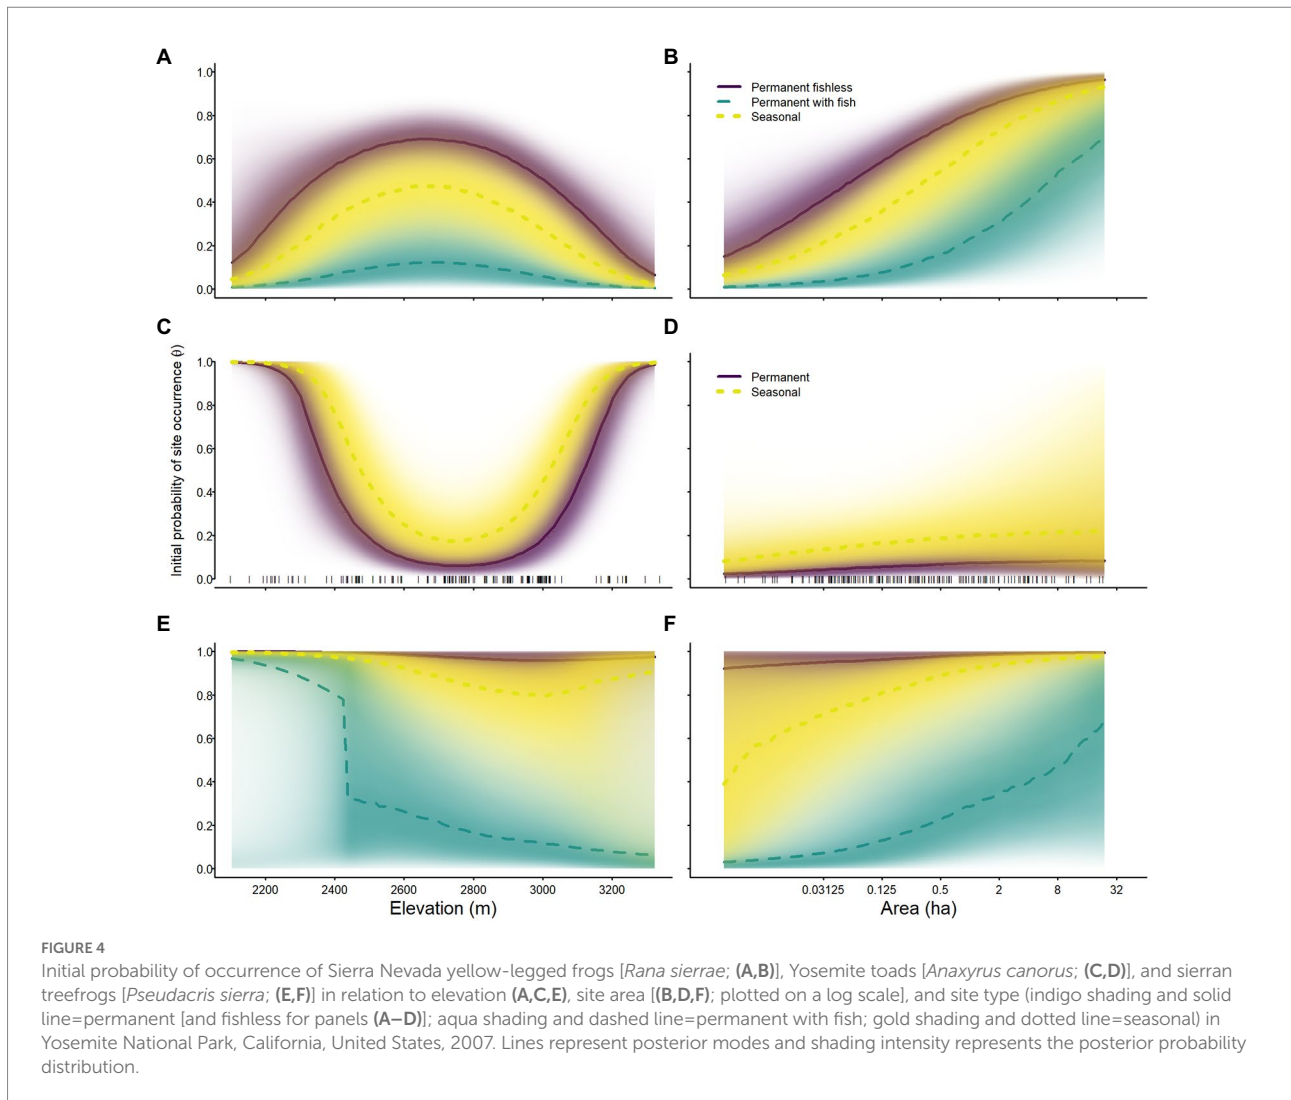 A
B
1.0
0.8
0.6
0.4
0.2
0.0
Permanent fishless
Permanent with fish
Seasonal
C
D
Initial probability of site occurrence
1.0
0.8
0.6
0.4
0.2
0.0
Permanent
Seasonal
E
F
1.0
0.8
0.6
0.4
0.2
0.0
2200 2400 2600 2800 3000 3200
Elevation (m)
0.03125 0.125 0.5 2 8 32
Area (ha)
FIGURE 4
Initial probability of occurrence of Sierra Nevada yellow-legged frogs [Rana sierrae; (A,B)], Yosemite toads [Anaxyrus canorus; (C,D)], and sierran
treefrogs [Pseudacris sierra; (E,F)] in relation to elevation (A,C,E), site area [(B,D,F); plotted on a log scale], and site type (indigo shading and solid
line=permanent [and fishless for panels (A–D)]; aqua shading and dashed line=permanent with fish; gold shading and dotted line=seasonal) in
Yosemite National Park, California, United States, 2007. Lines represent posterior modes and shading intensity represents the posterior probability
distribution.